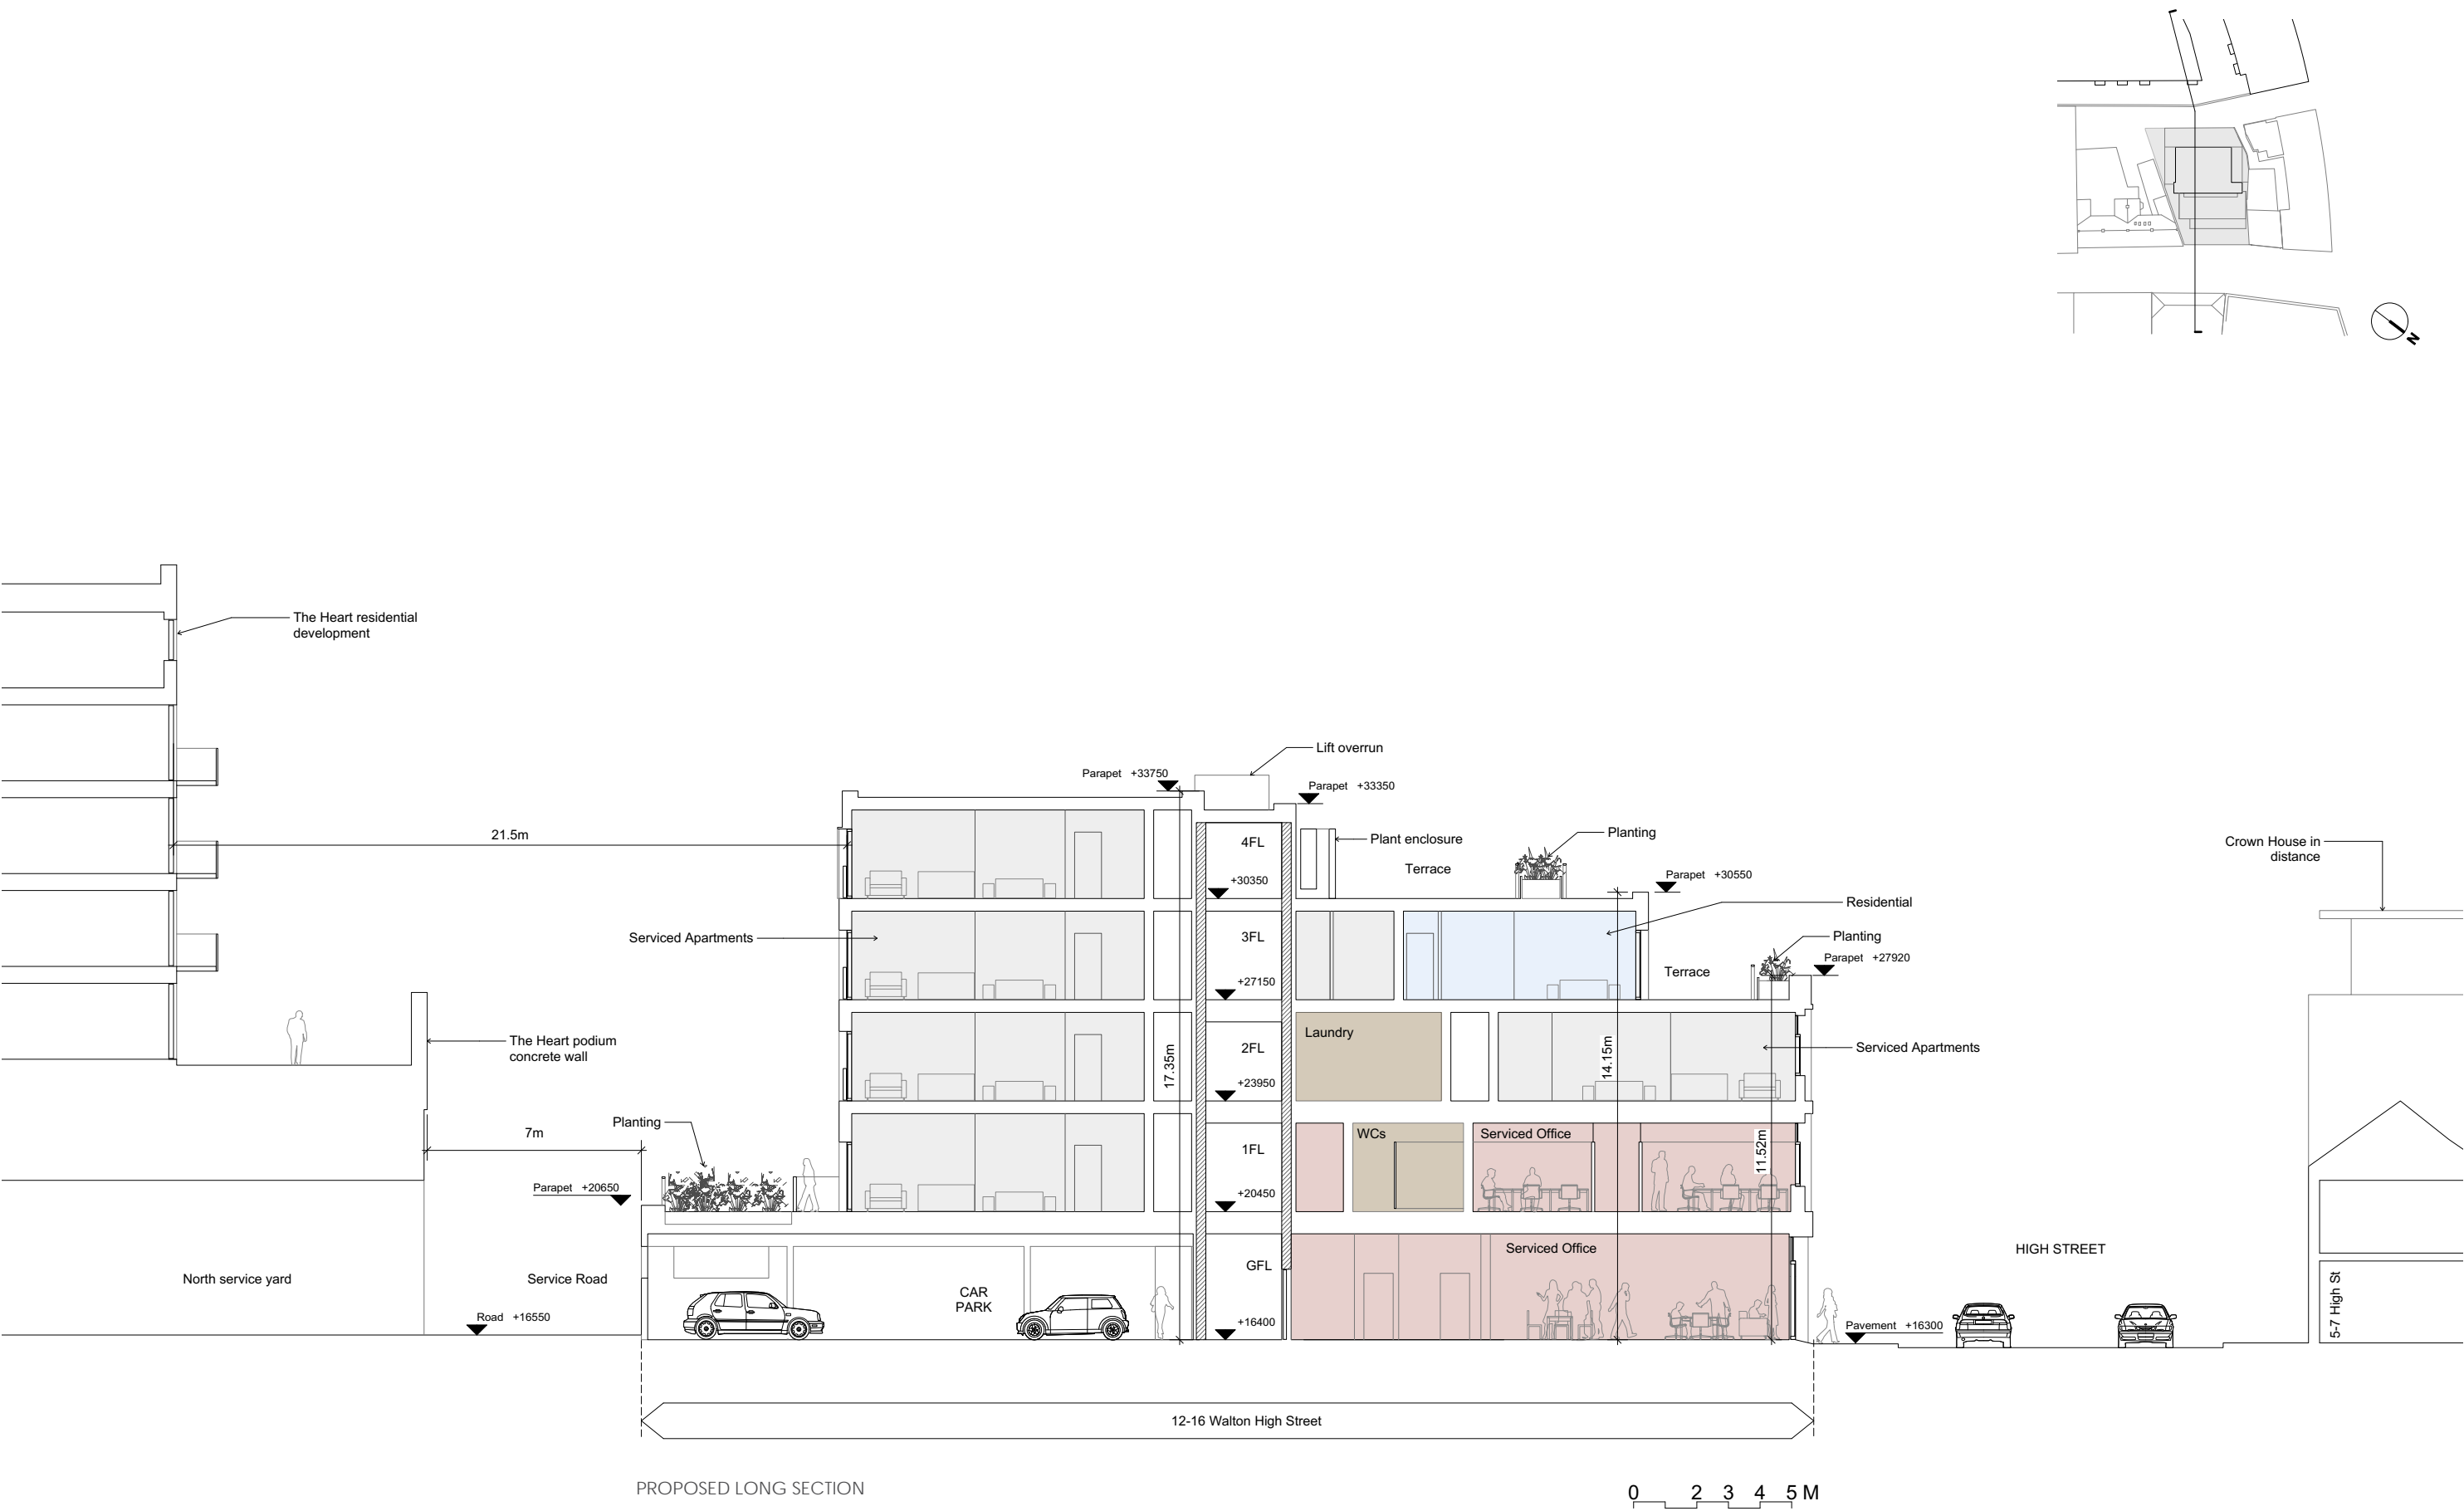 N
The Heart residential
development
Lift overrun
Parapet +33750
Parapet +33350
21.5m
4FL
Plant enclosure
Planting
Terrace
Crown House in
distance
+30350
Parapet +30550
Residential
Serviced Apartments
3FL
Planting
Terrace
Parapet +27920
+27150
The Heart podium
concrete wall
Laundry
2FL
14.15m
Serviced Apartments
17.35m
+23950
Planting
7m
WCs
Serviced Office
11.52m
1FL
Parapet +20650
+20450
North service yard
Service Road
Serviced Office
HIGH STREET
GFL
CAR
PARK
5-7 High St
Road +16550
+16400
Pavement +16300
12-16 Walton High Street
PROPOSED LONG SECTION
0 2 3 4 5 M